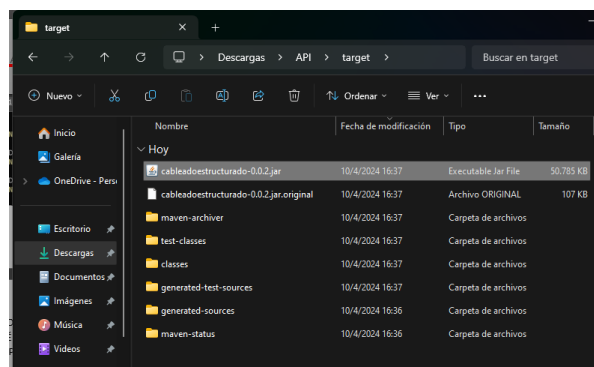 target
Descargas > API > target >
Buscar en target
Nuevo
Ordenar
Ver
Inicio
Galería
OneDrive - Pers
Escritorio
Descargas
Documentos
Imágenes
Música
Videos
Nombre Fecha de modificación Tipo Tamaño
Hoy
cableadoestructurado-0.0.2.jar 10/4/2024 16:37 Executable Jar File 50.785 KB
cableadoestructurado-0.0.2.jar.original 10/4/2024 16:37 Archivo ORIGINAL 107 KB
maven-archiver 10/4/2024 16:37 Carpeta de archivos
test-classes 10/4/2024 16:37 Carpeta de archivos
classes 10/4/2024 16:37 Carpeta de archivos
generated-test-sources 10/4/2024 16:37 Carpeta de archivos
generated-sources 10/4/2024 16:36 Carpeta de archivos
maven-status 10/4/2024 16:36 Carpeta de archivos